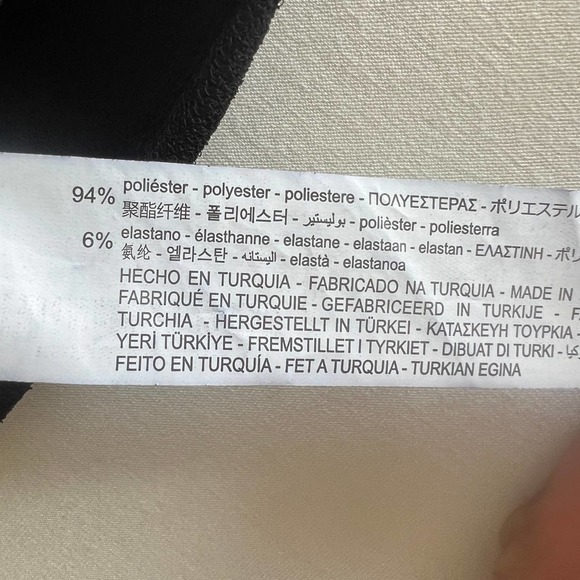 94% poliéster - polyester - poliestere - ΠΟΛΥΕΣΤΕΡΑΣ - ポリエステル
聚酯纤维 - 폴리에스터 - بوليستير - polièster - poliesterra
6% elastano - élasthanne - elastane - elastaan - elastan - ΕΛΑΣΤΙΝΗ - ポリ
氨纶 - 엘라스탄 - اليستانه - elastà - elastanoa
HECHO EN TURQUIA - FABRICADO NA TURQUIA - MADE IN
FABRIQUÉ EN TURQUIE - GEFABRICEERD IN TURKIJE -
TURCHIA - HERGESTELLT IN TÜRKEI - ΚΑΤΑΣΚΕΥΗ ΤΟΥΡΚΙΑ -
YERİ TÜRKİYE - FREMSTILLET I TYRKIET - DIBUAT DI TURKI -
FEITO EN TURQUÍA - FET A TURQUIA - TURKIAN EGINA